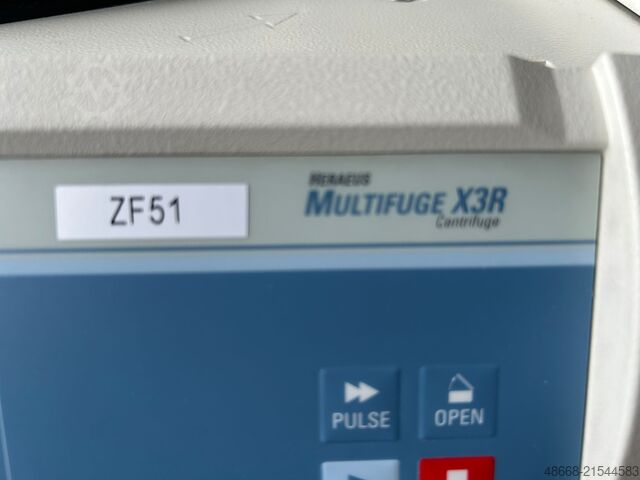 HERAEUS
ZF51
MULTIFUGE X3R
Centrifuge
PULSE
OPEN
48668-21544583